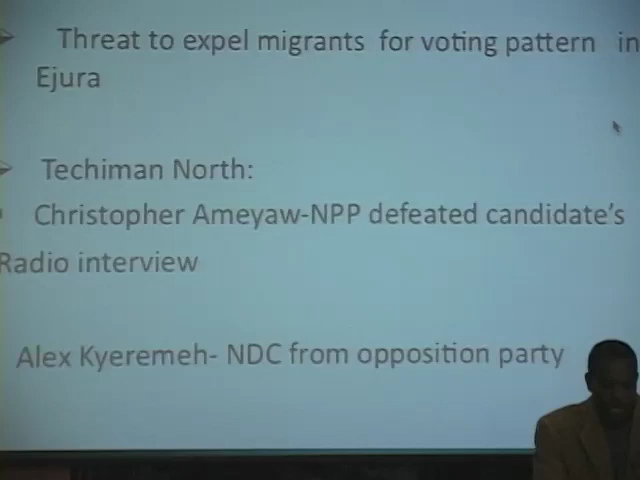 Threat to expel migrants for voting pattern in
Ejura
Techiman North:
Christopher Ameyaw-NPP defeated candidate's
Radio interview
Alex Kyeremeh- NDC from opposition party